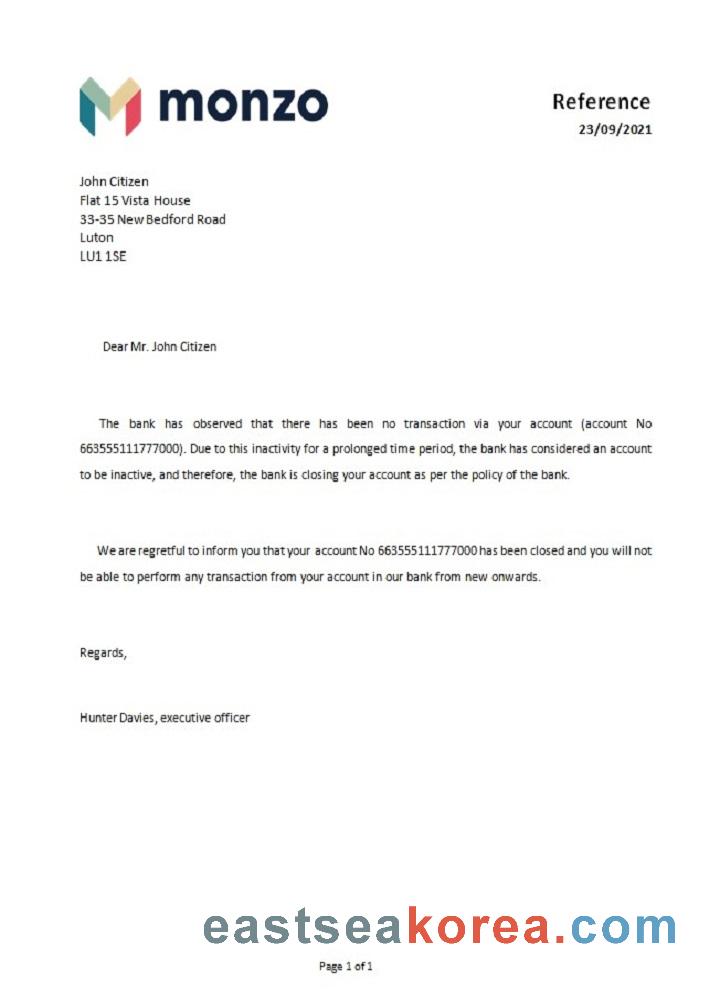 monzo
Reference
23/09/2021
John Citizen
Flat 15 Vista House
33-35 New Bedford Road
Luton
LU1 1SE
Dear Mr. John Citizen
The bank has observed that there has been no transaction via your account (account No
663555111777000). Due to this inactivity for a prolonged time period, the bank has considered an account
to be inactive, and therefore, the bank is closing your account as per the policy of the bank.
We are regretful to inform you that your account No 663555111777000 has been closed and you will not
be able to perform any transaction from your account in our bank from new onwards.
Regards,
Hunter Davies, executive officer
eastseakorea.com
Page 1 of 1